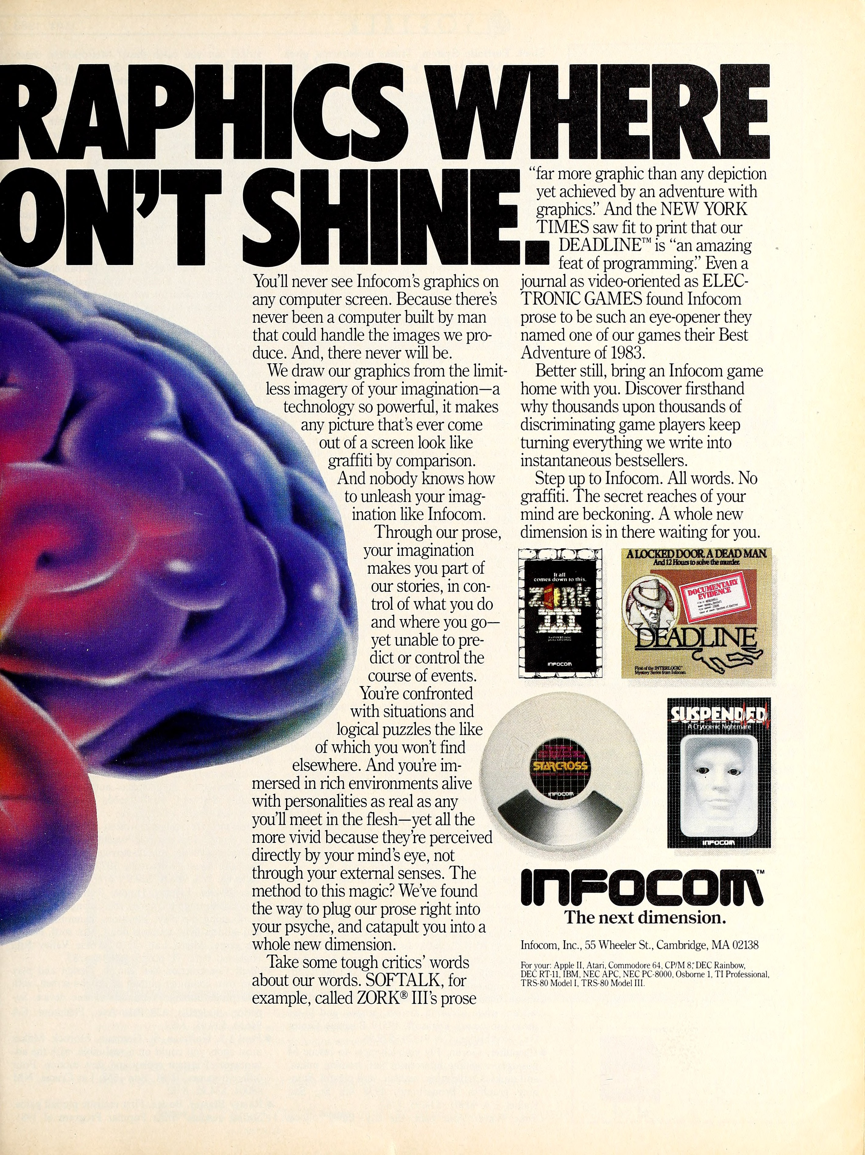 RAPHICS WHERE
ON'T SHINE.
You'll never see Infocom's graphics on
any computer screen. Because there's
never been a computer built by man
that could handle the images we pro-
duce. And, there never will be.
We draw our graphics from the limit-
less imagery of your imagination—a
technology so powerful, it makes
any picture that's ever come
out of a screen look like
graffiti by comparison.
And nobody knows how
to unleash your imag-
ination like Infocom.
Through our prose,
your imagination
makes you part of
our stories, in con-
trol of what you do
and where you go—
yet unable to pre-
dict or control the
course of events.
You're confronted
with situations and
logical puzzles the like
of which you won't find
elsewhere. And you're im-
mersed in rich environments alive
with personalities as real as any
you'll meet in the flesh—yet all the
more vivid because they're perceived
directly by your mind's eye, not
through your external senses. The
method to this magic? We've found
the way to plug our prose right into
your psyche, and catapult you into a
whole new dimension.
Take some tough critics' words
about our words. SOFTALK, for
example, called ZORK® III's prose
"far more graphic than any depiction
yet achieved by an adventure with
graphics." And the NEW YORK
TIMES saw fit to print that our
DEADLINE™ is "an amazing
feat of programming." Even a
journal as video-oriented as ELEC-
TRONIC GAMES found Infocom
prose to be such an eye-opener they
named one of our games their Best
Adventure of 1983.
Better still, bring an Infocom game
home with you. Discover firsthand
why thousands upon thousands of
discriminating game players keep
turning everything we write into
instantaneous bestsellers.
Step up to Infocom. All words. No
graffiti. The secret reaches of your
mind are beckoning. A whole new
dimension is in there waiting for you.
It all
comes down to this.
ZORK
III
INFOCOM
A LOCKED DOOR. A DEAD MAN.
And 12 Hours to solve the murder.
DOCUMENTARY
EVIDENCE
DEADLINE
First of the INTERLOGIC™
Mystery Series from Infocom.
STARCROSS
INFOCOM
SUSPENDED
A Cryogenic Nightmare
INFOCOM
INFOCOM™
The next dimension.
Infocom, Inc., 55 Wheeler St., Cambridge, MA 02138
For your: Apple II, Atari, Commodore 64, CP/M 8," DEC Rainbow,
DEC RT-11, IBM, NEC APC, NEC PC-8000, Osborne 1, TI Professional,
TRS-80 Model I, TRS-80 Model III.